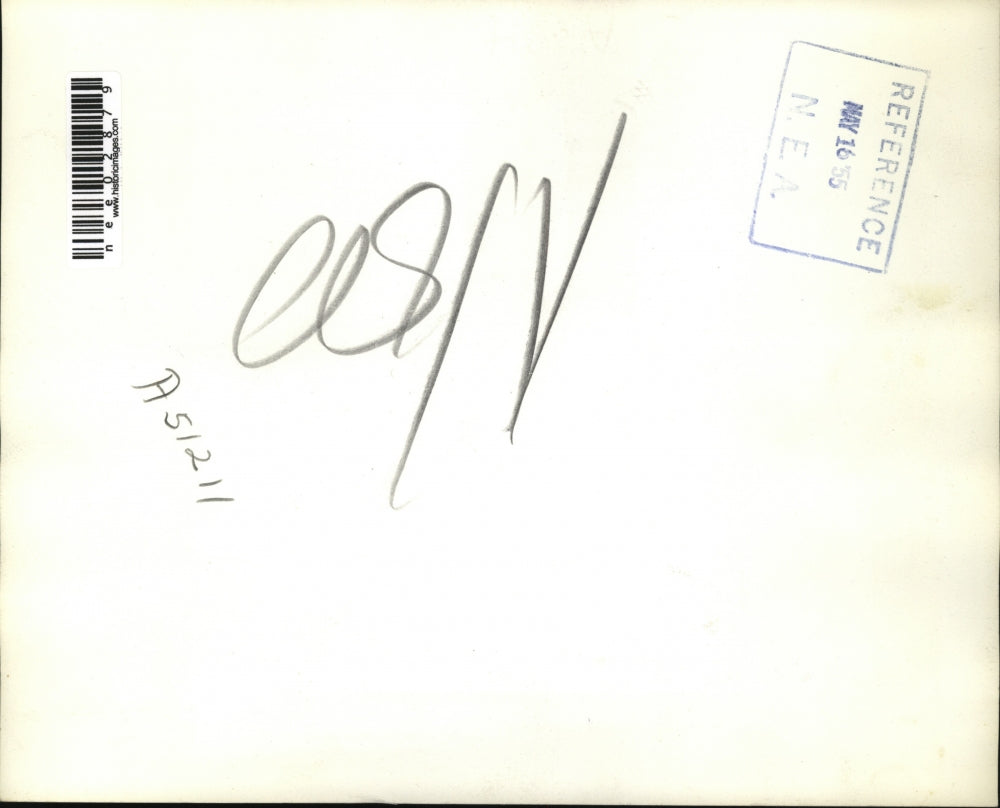 nee02879
www.historicimages.com
REFERENCE
MAY 16 '55
N.E.A.
A51211